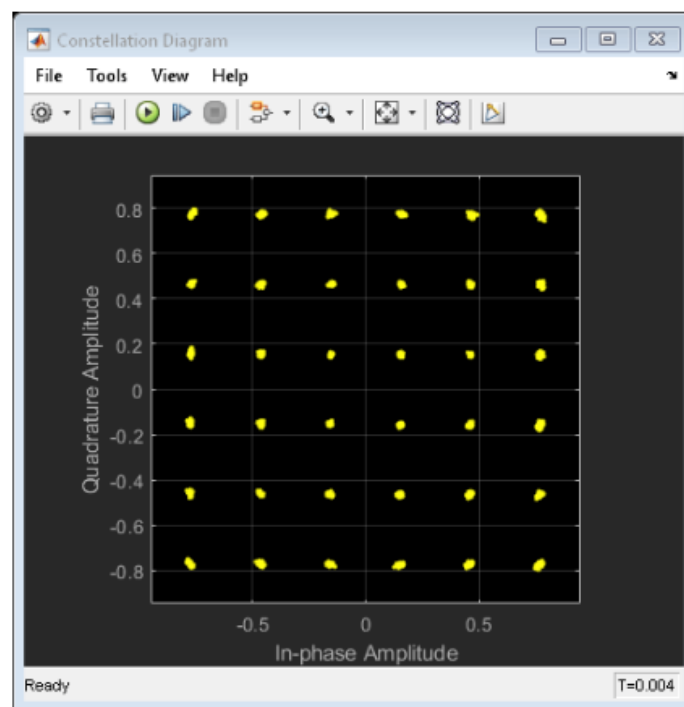 Constellation Diagram
File Tools View Help
0.8
0.6
0.4
0.2
0
-0.2
-0.4
-0.6
-0.8
Quadrature Amplitude
-0.5 0 0.5
In-phase Amplitude
Ready T=0.004